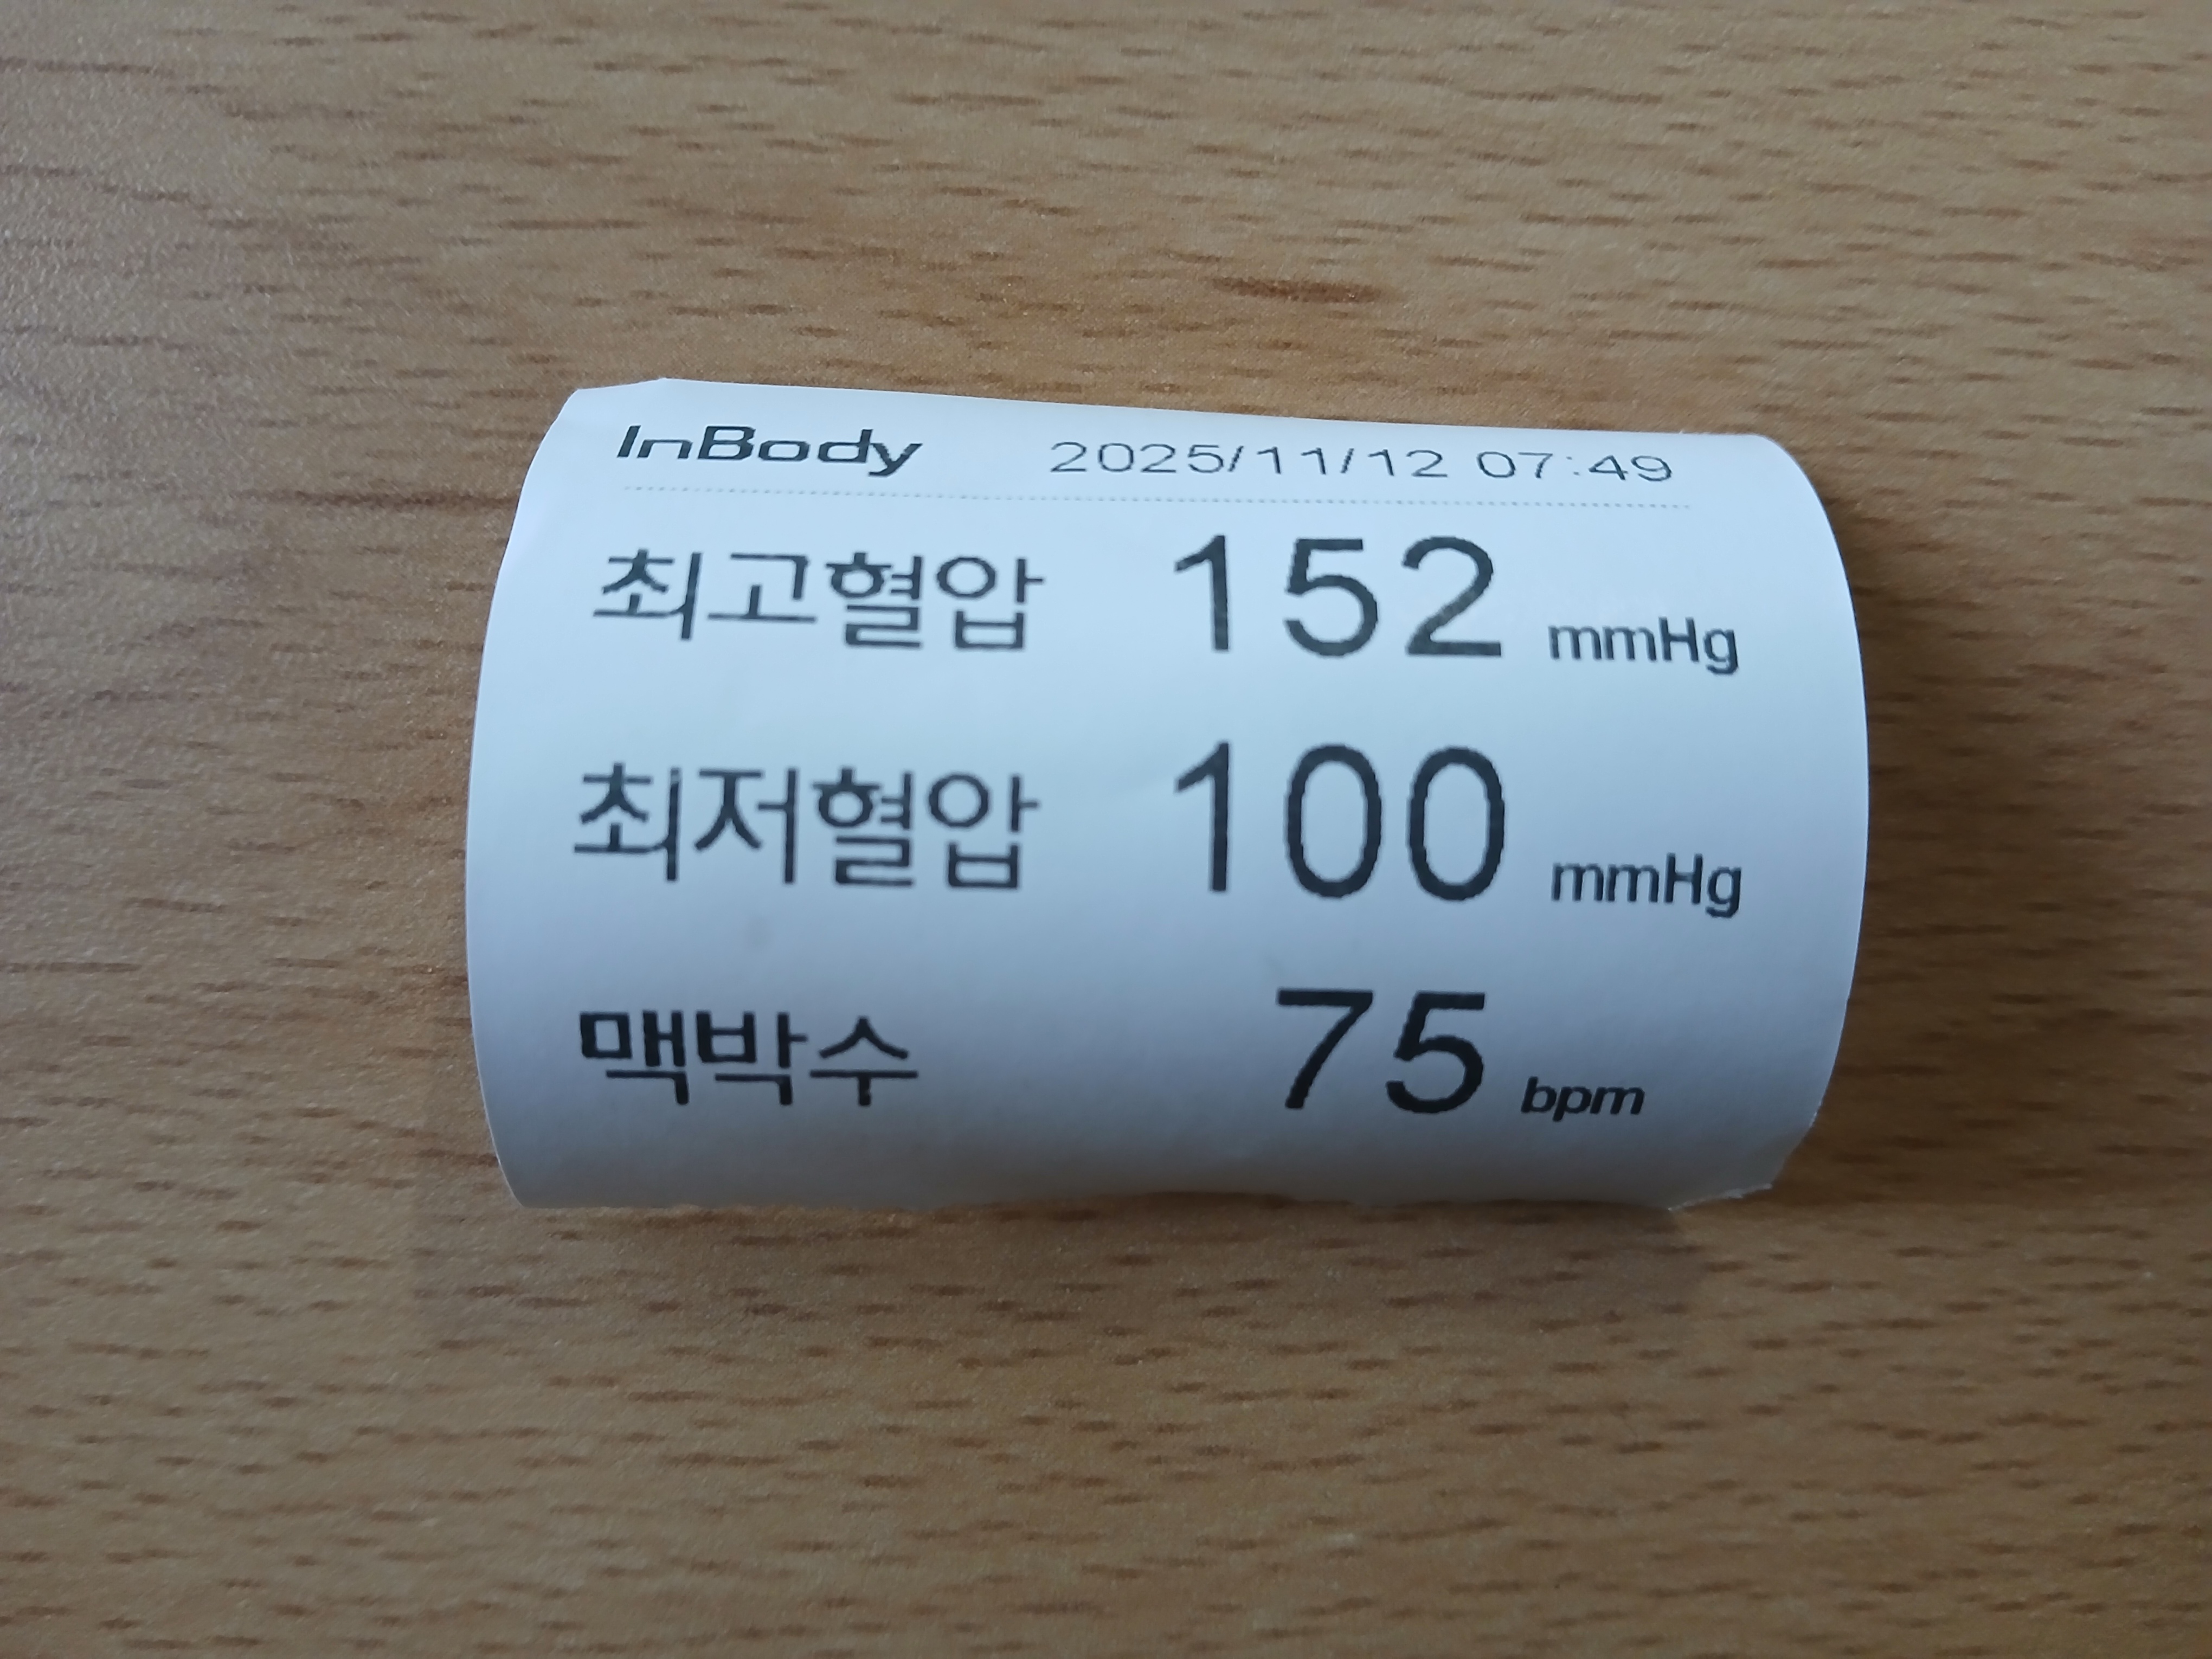 InBody 2025/11/12 07:49
최고혈압 152 mmHg
최저혈압 100 mmHg
맥박수 75 bpm